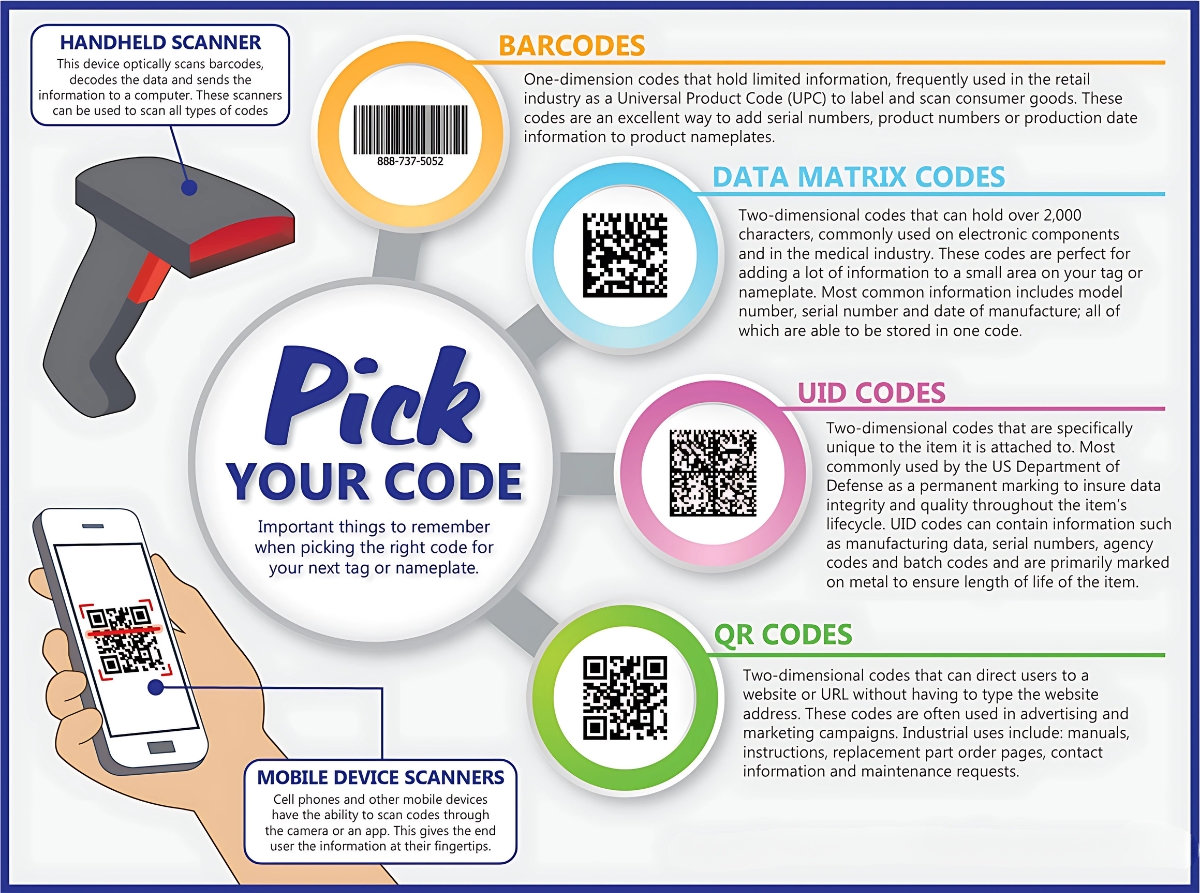 HANDHELD SCANNER
This device optically scans barcodes,
decodes the data and sends the
information to a computer. These scanners
can be used to scan all types of codes
BARCODES
One-dimension codes that hold limited information, frequently used in the retail
industry as a Universal Product Code (UPC) to label and scan consumer goods. These
codes are an excellent way to add serial numbers, product numbers or production date
information to product nameplates.
888-737-5052
DATA MATRIX CODES
Two-dimensional codes that can hold over 2,000
characters, commonly used on electronic components
and in the medical industry. These codes are perfect for
adding a lot of information to a small area on your tag or
nameplate. Most common information includes model
number, serial number and date of manufacture; all of
which are able to be stored in one code.
Pick
YOUR CODE
Important things to remember
when picking the right code for
your next tag or nameplate.
UID CODES
Two-dimensional codes that are specifically
unique to the item it is attached to. Most
commonly used by the US Department of
Defense as a permanent marking to insure data
integrity and quality throughout the item's
lifecycle. UID codes can contain information such
as manufacturing data, serial numbers, agency
codes and batch codes and are primarily marked
on metal to ensure length of life of the item.
QR CODES
Two-dimensional codes that can direct users to a
website or URL without having to type the website
address. These codes are often used in advertising and
marketing campaigns. Industrial uses include: manuals,
instructions, replacement part order pages, contact
information and maintenance requests.
MOBILE DEVICE SCANNERS
Cell phones and other mobile devices
have the ability to scan codes through
the camera or an app. This gives the end
user the information at their fingertips.